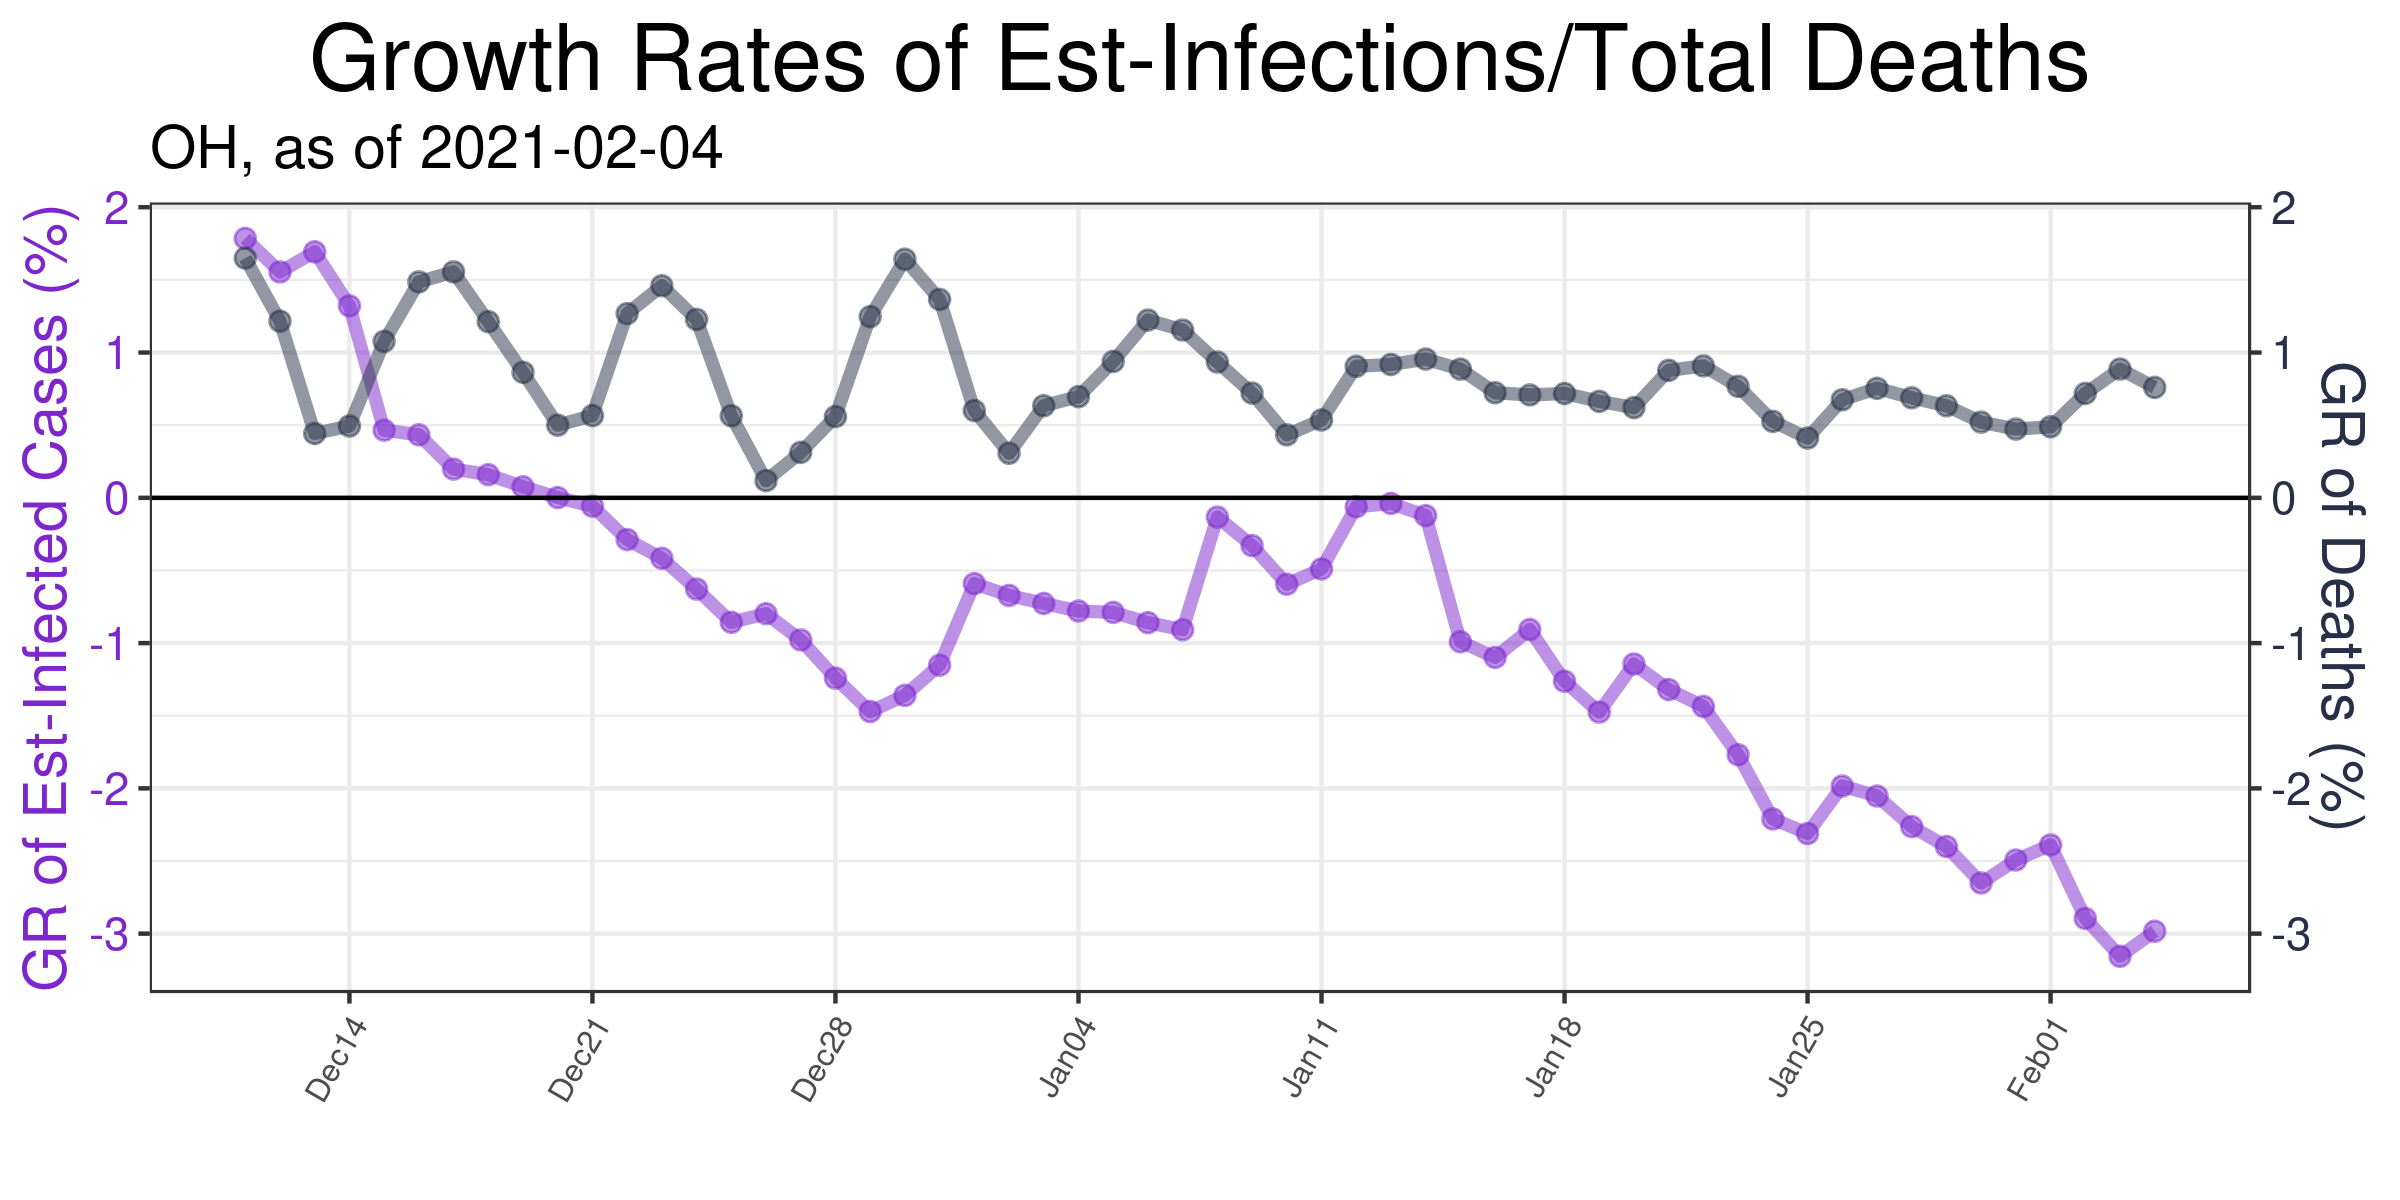 Growth Rates of Est-Infections/Total Deaths
OH, as of 2021-02-04
GR of Est-Infected Cases (%)
2
1
0
-1
-2
-3
2
1
0
-1
-2
-3
GR of Deaths (%)
Dec14
Dec21
Dec28
Jan04
Jan11
Jan18
Jan25
Feb01